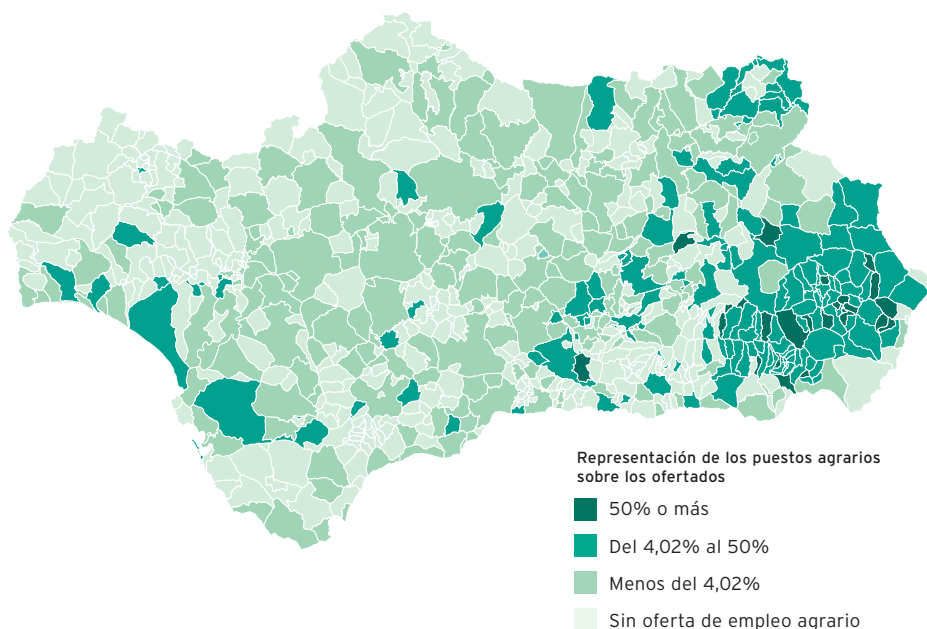 Representación de los puestos agrarios
sobre los ofertados
50% o más
Del 4,02% al 50%
Menos del 4,02%
Sin oferta de empleo agrario